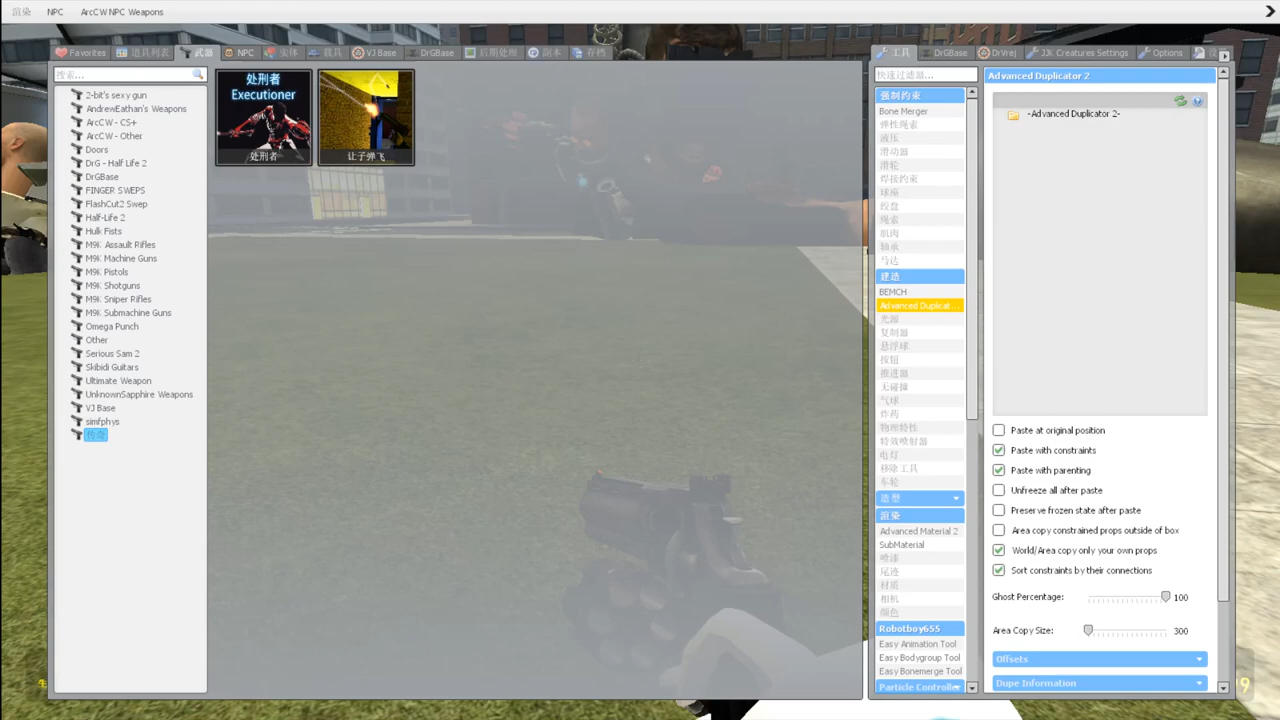 渲染 NPC ArcCW NPC Weapons
Favorites 道具列表 武器 NPC 实体 载具 VJ Base DrGBase 后期处理 副本 存档
工具 DrGBase DrVrej JJK Creatures Settings Options
搜索...
2-bit's sexy gun
AndrewEathan's Weapons
ArcCW - CS+
ArcCW - Other
Doors
DrG - Half Life 2
DrGBase
FINGER SWEPS
FlashCut2 Swep
Half-Life 2
Hulk Fists
M9K Assault Rifles
M9K Machine Guns
M9K Pistols
M9K Shotguns
M9K Sniper Rifles
M9K Submachine Guns
Omega Punch
Other
Serious Sam 2
Skibidi Guitars
Ultimate Weapon
UnknownSapphire Weapons
VJ Base
simfphys
传奇
处刑者
Executioner
处刑者
让子弹飞
快速过滤器...
强制约束
Bone Merger
弹性绳索
液压
滑动器
滑轮
焊接约束
球座
绞盘
绳索
肌肉
轴承
马达
建造
BEMCH
Advanced Duplicat...
光源
复制器
悬浮球
按钮
推进器
无碰撞
气球
炸药
物理特性
特效喷射器
电灯
移除工具
车轮
造型
渲染
Advanced Material 2
SubMaterial
喷漆
尾迹
材质
相机
颜色
Robotboy655
Easy Animation Tool
Easy Bodygroup Tool
Easy Bonemerge Tool
Particle Controller
Advanced Duplicator 2
-Advanced Duplicator 2-
Paste at original position
Paste with constraints
Paste with parenting
Unfreeze all after paste
Preserve frozen state after paste
Area copy constrained props outside of box
World/Area copy only your own props
Sort constraints by their connections
Ghost Percentage: 100
Area Copy Size: 300
Offsets
Dupe Information